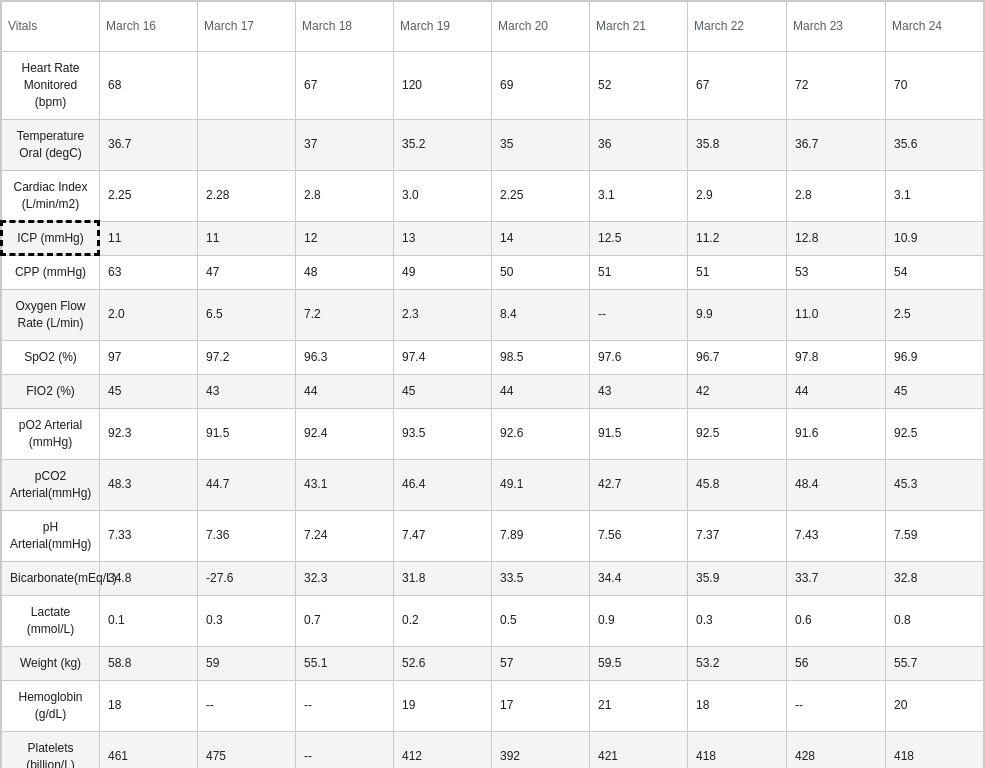 Vitals March 16 March 17 March 18 March 19 March 20 March 21 March 22 March 23 March 24
Heart Rate
Monitored
(bpm)
68 67 120 69 52 67 72 70
Temperature
Oral (degC)
36.7 37 35.2 35 36 35.8 36.7 35.6
Cardiac Index
(L/min/m2)
2.25 2.28 2.8 3.0 2.25 3.1 2.9 2.8 3.1
ICP (mmHg) 11 11 12 13 14 12.5 11.2 12.8 10.9
CPP (mmHg) 63 47 48 49 50 51 51 53 54
Oxygen Flow
Rate (L/min)
2.0 6.5 7.2 2.3 8.4 -- 9.9 11.0 2.5
SpO2 (%) 97 97.2 96.3 97.4 98.5 97.6 96.7 97.8 96.9
FIO2 (%) 45 43 44 45 44 43 42 44 45
pO2 Arterial
(mmHg)
92.3 91.5 92.4 93.5 92.6 91.5 92.5 91.6 92.5
pCO2
Arterial(mmHg)
48.3 44.7 43.1 46.4 49.1 42.7 45.8 48.4 45.3
pH
Arterial(mmHg)
7.33 7.36 7.24 7.47 7.89 7.56 7.37 7.43 7.59
Bicarbonate(mEq/L) 34.8 -27.6 32.3 31.8 33.5 34.4 35.9 33.7 32.8
Lactate
(mmol/L)
0.1 0.3 0.7 0.2 0.5 0.9 0.3 0.6 0.8
Weight (kg) 58.8 59 55.1 52.6 57 59.5 53.2 56 55.7
Hemoglobin
(g/dL)
18 -- -- 19 17 21 18 -- 20
Platelets
(billion/L)
461 475 -- 412 392 421 418 428 418